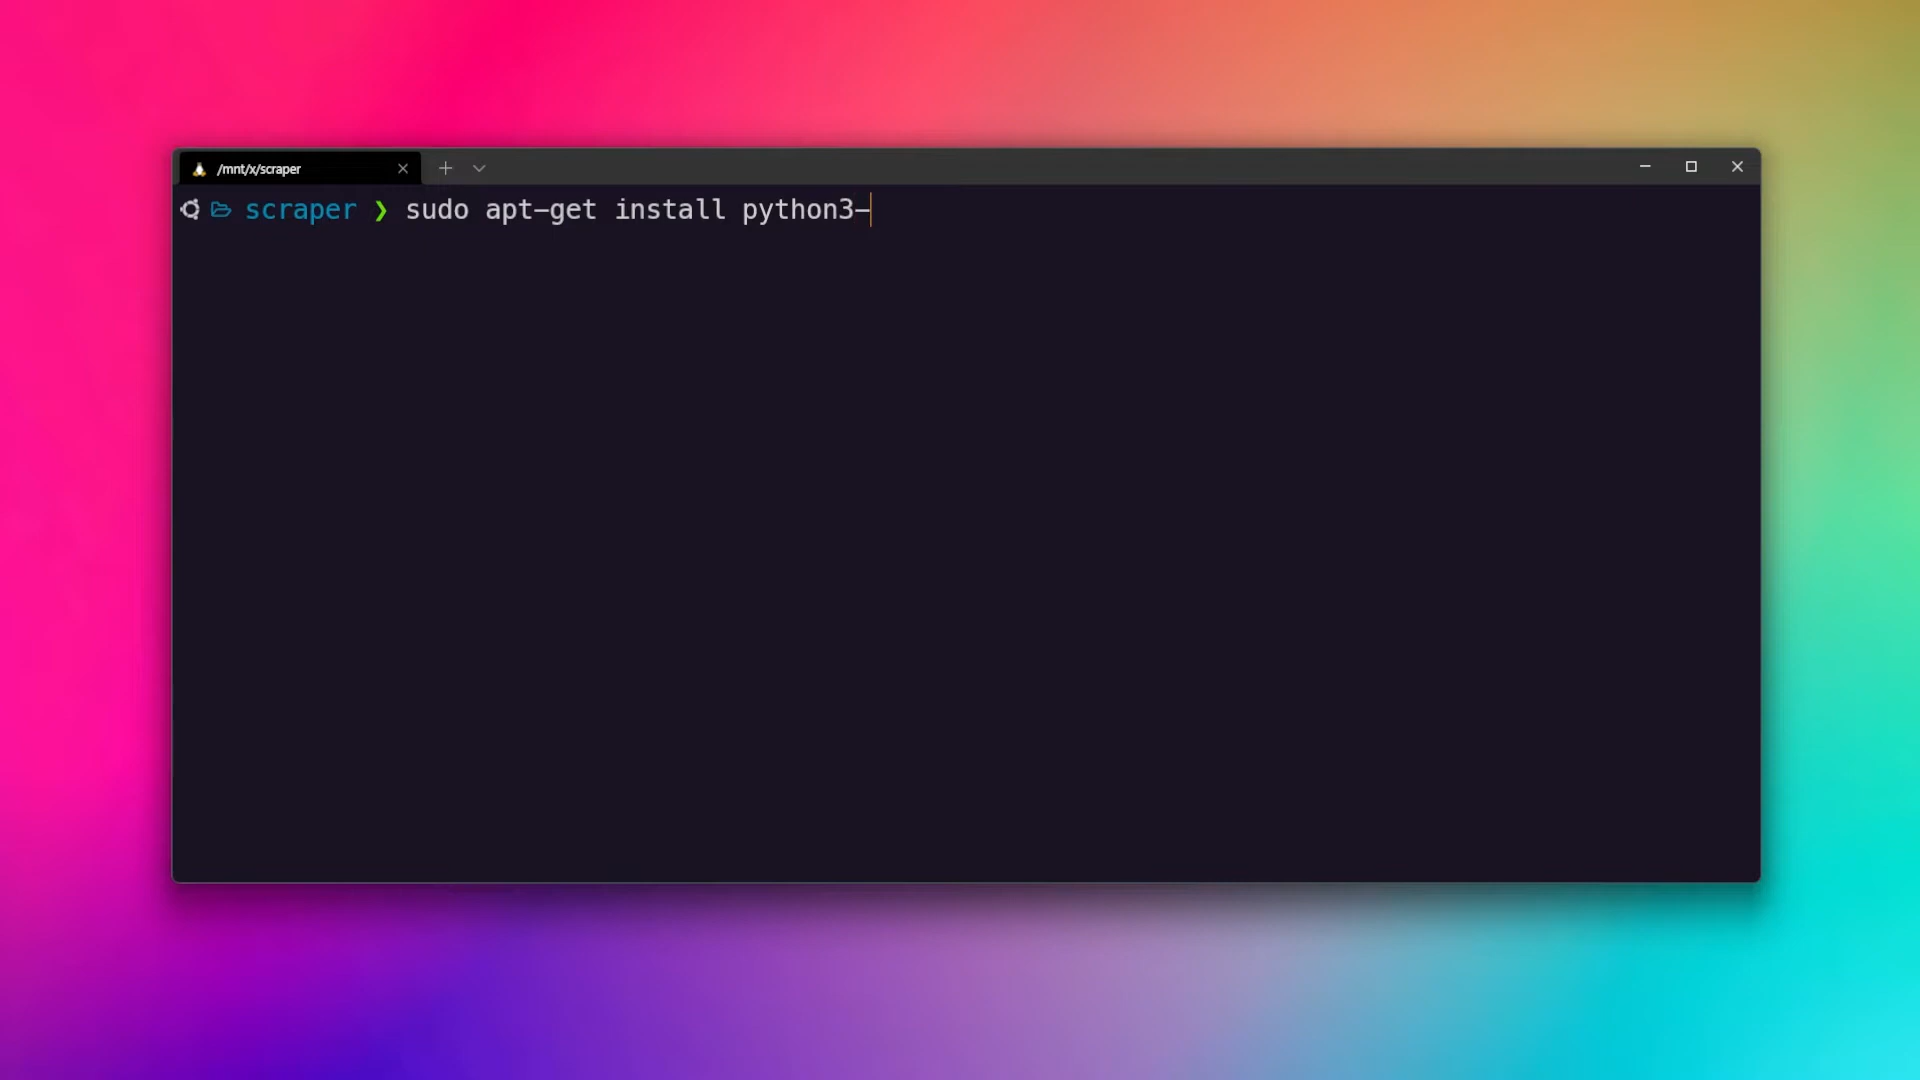 /mnt/x/scraper
scraper ❯ sudo apt-get install python3-